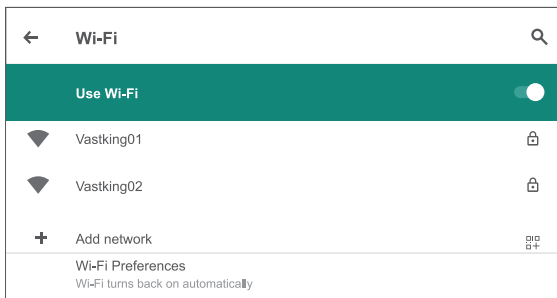 Wi-Fi
Use Wi-Fi
Vastking01
Vastking02
Add network
Wi-Fi Preferences
Wi-Fi turns back on automatically